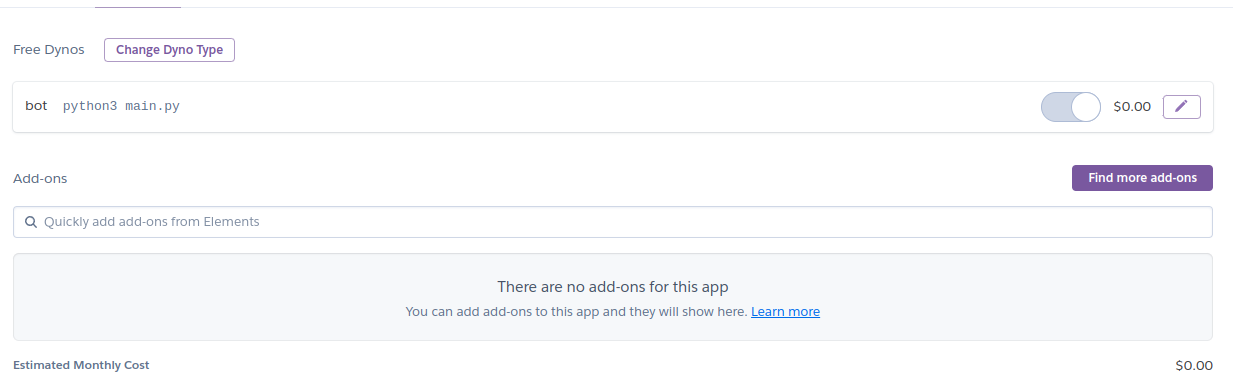 Free Dynos Change Dyno Type
bot python3 main.py $0.00
Add-ons Find more add-ons
Quickly add add-ons from Elements
There are no add-ons for this app
You can add add-ons to this app and they will show here. Learn more
Estimated Monthly Cost $0.00